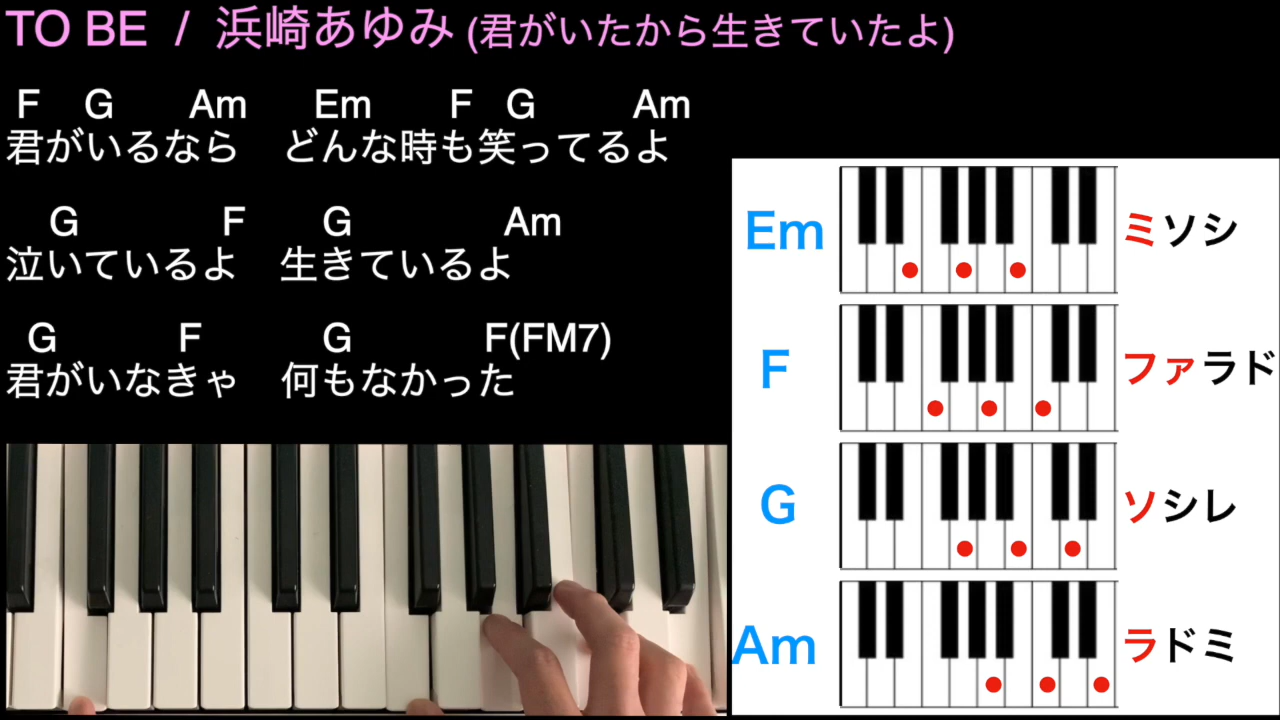 TO BE / 浜崎あゆみ (君がいたから生きていたよ)
F G Am Em F G Am
君がいるなら どんな時も笑ってるよ
G F G Am
泣いているよ 生きているよ
G F G F(FM7)
君がいなきゃ 何もなかった
Em ミソシ
F ファラド
G ソシレ
Am ラドミ